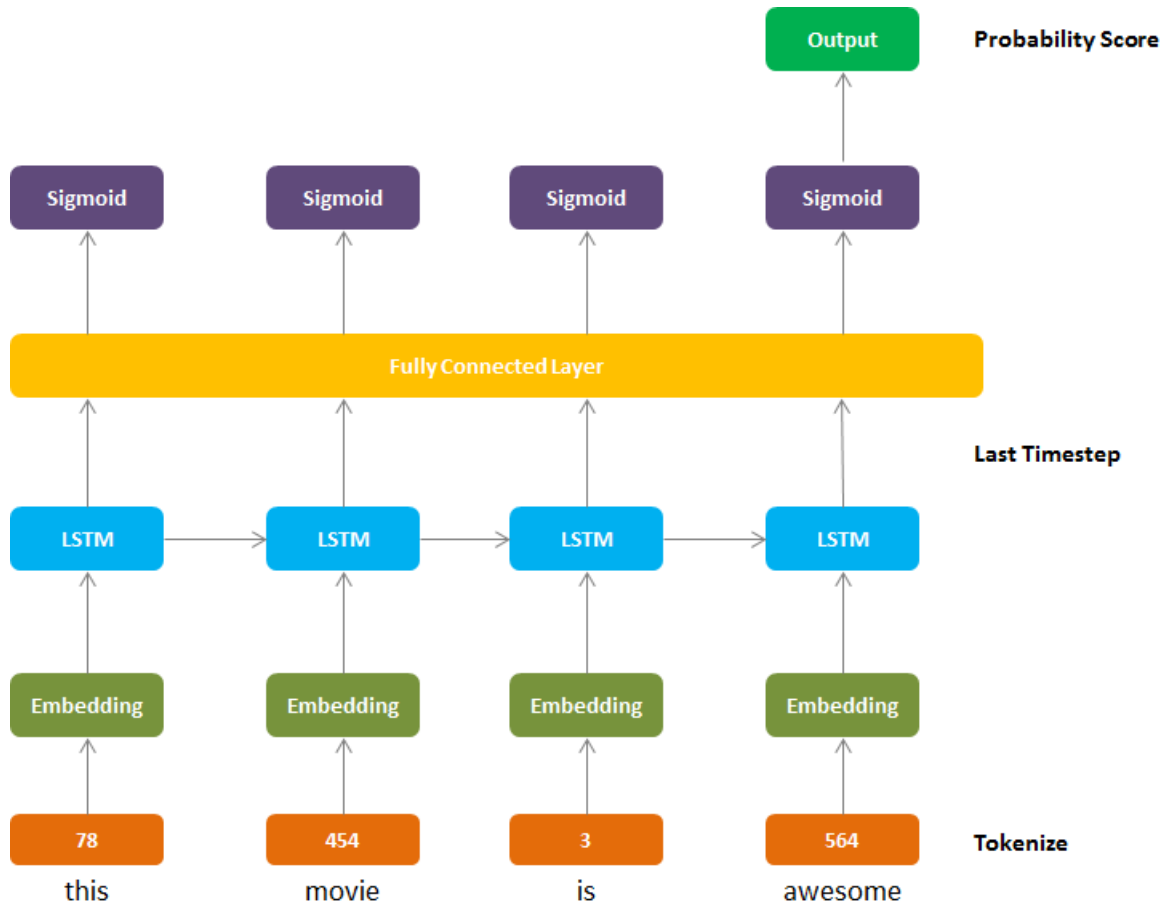 Output Probability Score
Sigmoid Sigmoid Sigmoid Sigmoid
Fully Connected Layer
Last Timestep
LSTM LSTM LSTM LSTM
Embedding Embedding Embedding Embedding
78 454 3 564 Tokenize
this movie is awesome